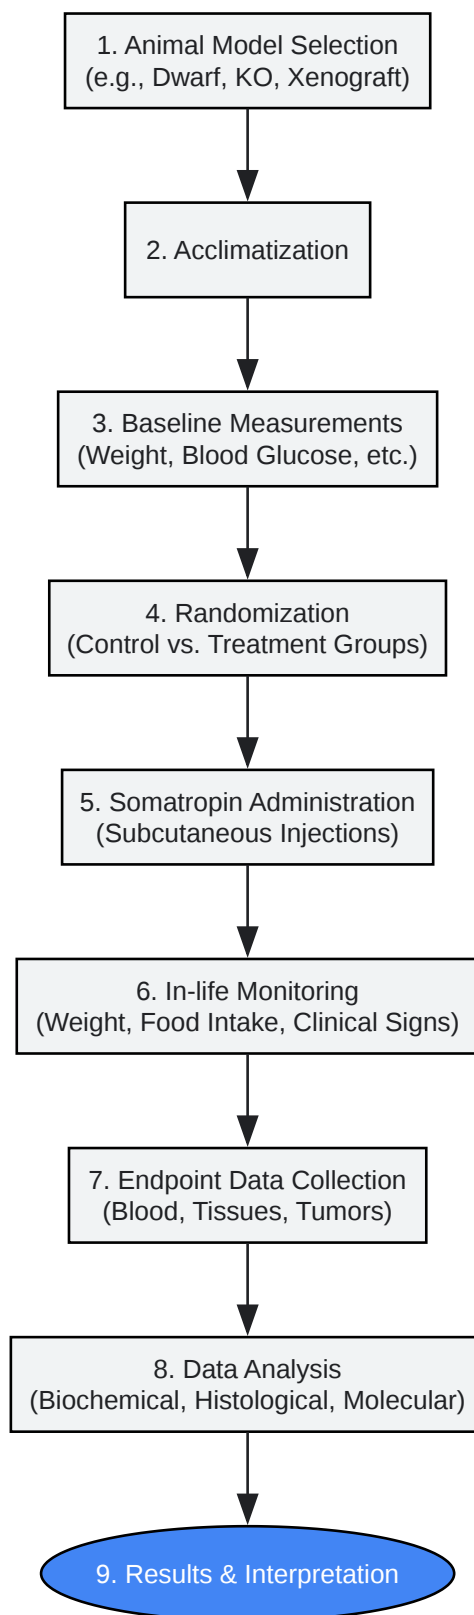 1. Animal Model Selection
(e.g., Dwarf, KO, Xenograft)
2. Acclimatization
3. Baseline Measurements
(Weight, Blood Glucose, etc.)
4. Randomization
(Control vs. Treatment Groups)
5. Somatropin Administration
(Subcutaneous Injections)
6. In-life Monitoring
(Weight, Food Intake, Clinical Signs)
7. Endpoint Data Collection
(Blood, Tissues, Tumors)
8. Data Analysis
(Biochemical, Histological, Molecular)
9. Results & Interpretation